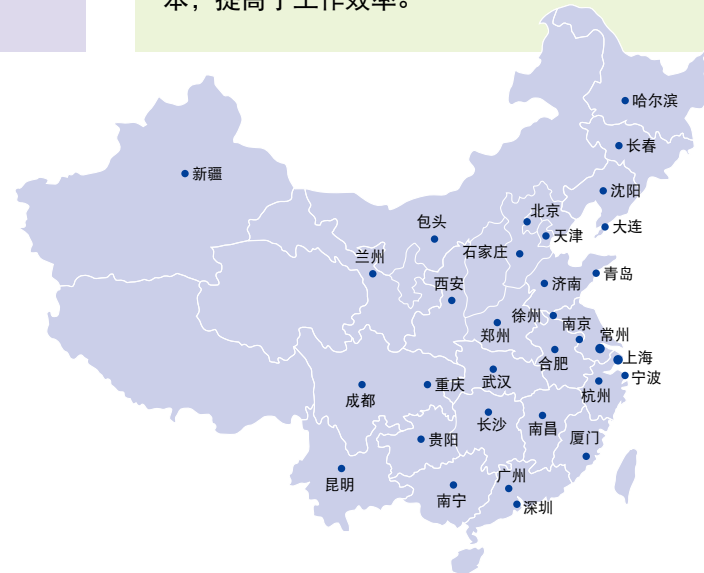 本，提高了工作效率。
哈尔滨
长春
新疆
沈阳
北京
包头
大连
天津
石家庄
兰州
青岛
西安
济南
徐州
南京
郑州
常州
上海
合肥
宁波
重庆
武汉
杭州
成都
长沙
南昌
厦门
贵阳
广州
昆明
南宁
深圳